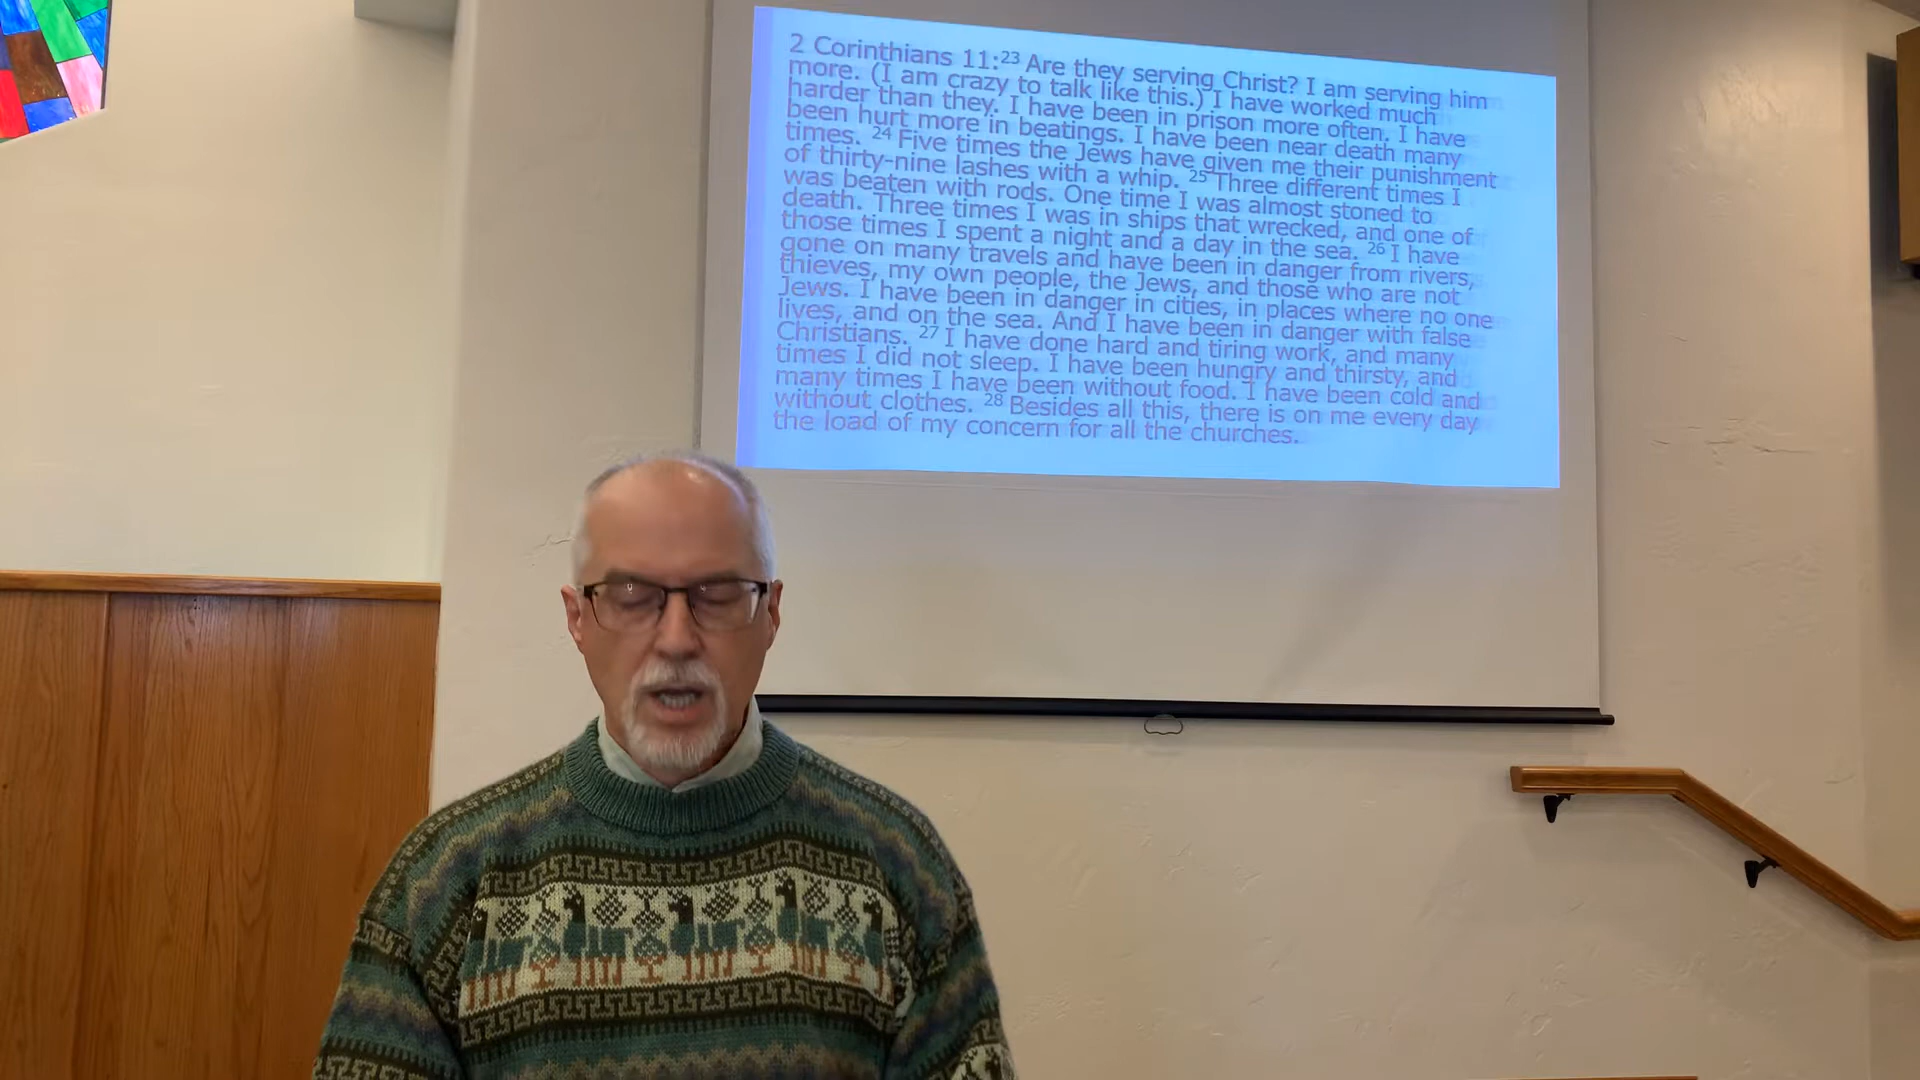 2 Corinthians 11:23 Are they serving Christ? I am serving him
more. (I am crazy to talk like this.) I have worked much
harder than they. I have been in prison more often. I have
been hurt more in beatings. I have been near death many
times. 24 Five times the Jews have given me their punishment
of thirty-nine lashes with a whip. 25 Three different times I
was beaten with rods. One time I was almost stoned to
death. Three times I was in ships that wrecked, and one of
those times I spent a night and a day in the sea. 26 I have
gone on many travels and have been in danger from rivers,
thieves, my own people, the Jews, and those who are not
Jews. I have been in danger in cities, in places where no one
lives, and on the sea. And I have been in danger with false
Christians. 27 I have done hard and tiring work, and many
times I did not sleep. I have been hungry and thirsty, and
many times I have been without food. I have been cold and
without clothes. 28 Besides all this, there is on me every day
the load of my concern for all the churches.